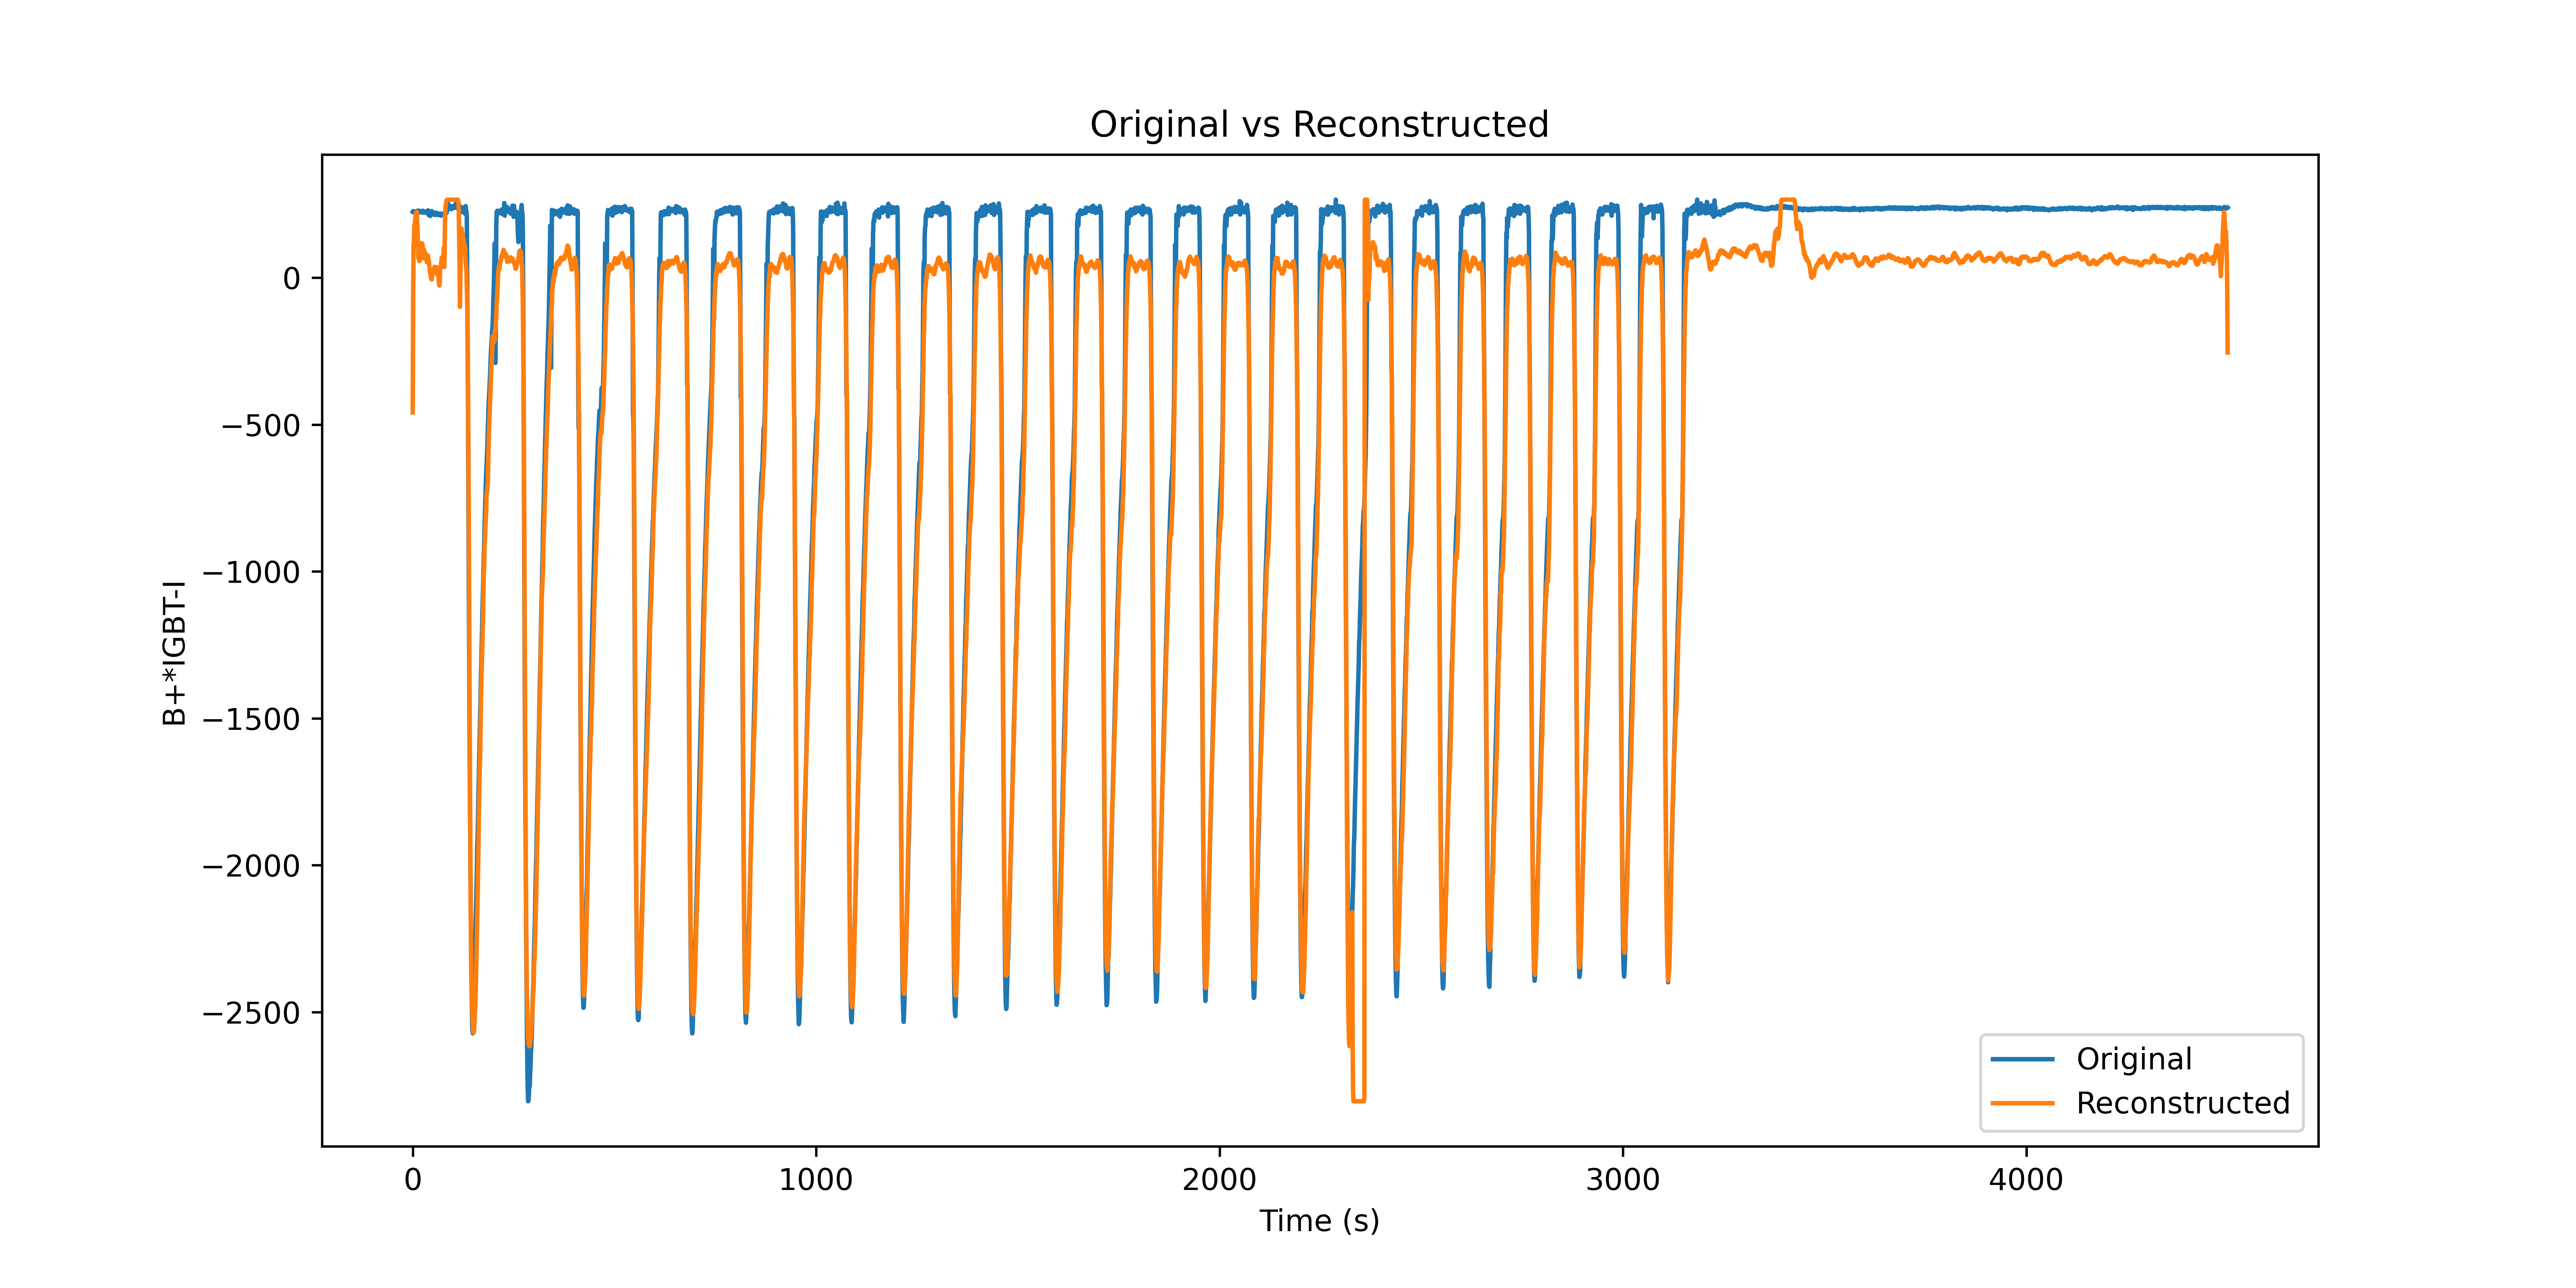 Original vs Reconstructed
B+*IGBT-I
0
−500
−1000
−1500
−2000
−2500
0 1000 2000 3000 4000
Time (s)
Original
Reconstructed